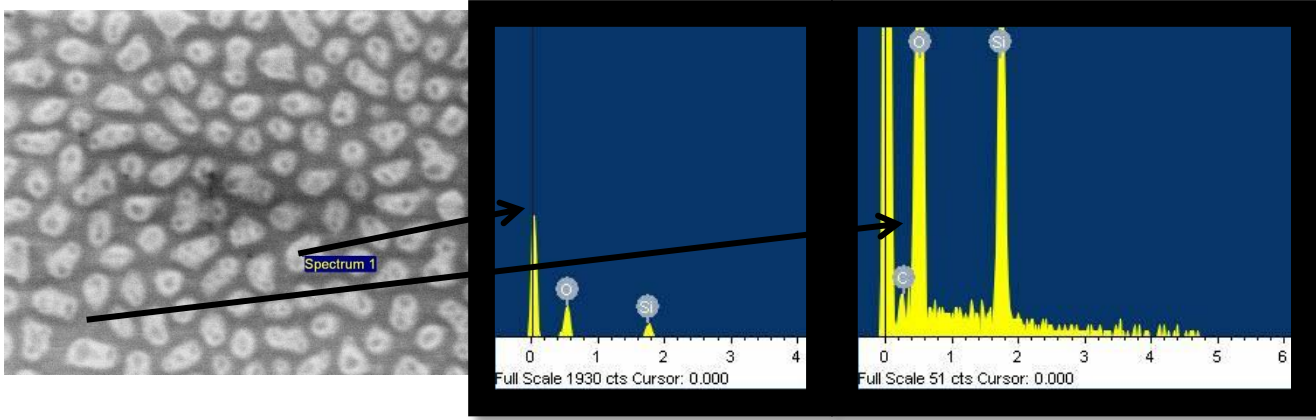 Spectrum 1
O
Si
0 1 2 3 4
Full Scale 1930 cts Cursor: 0.000
O
Si
C
0 1 2 3 4 5 6
Full Scale 51 cts Cursor: 0.000